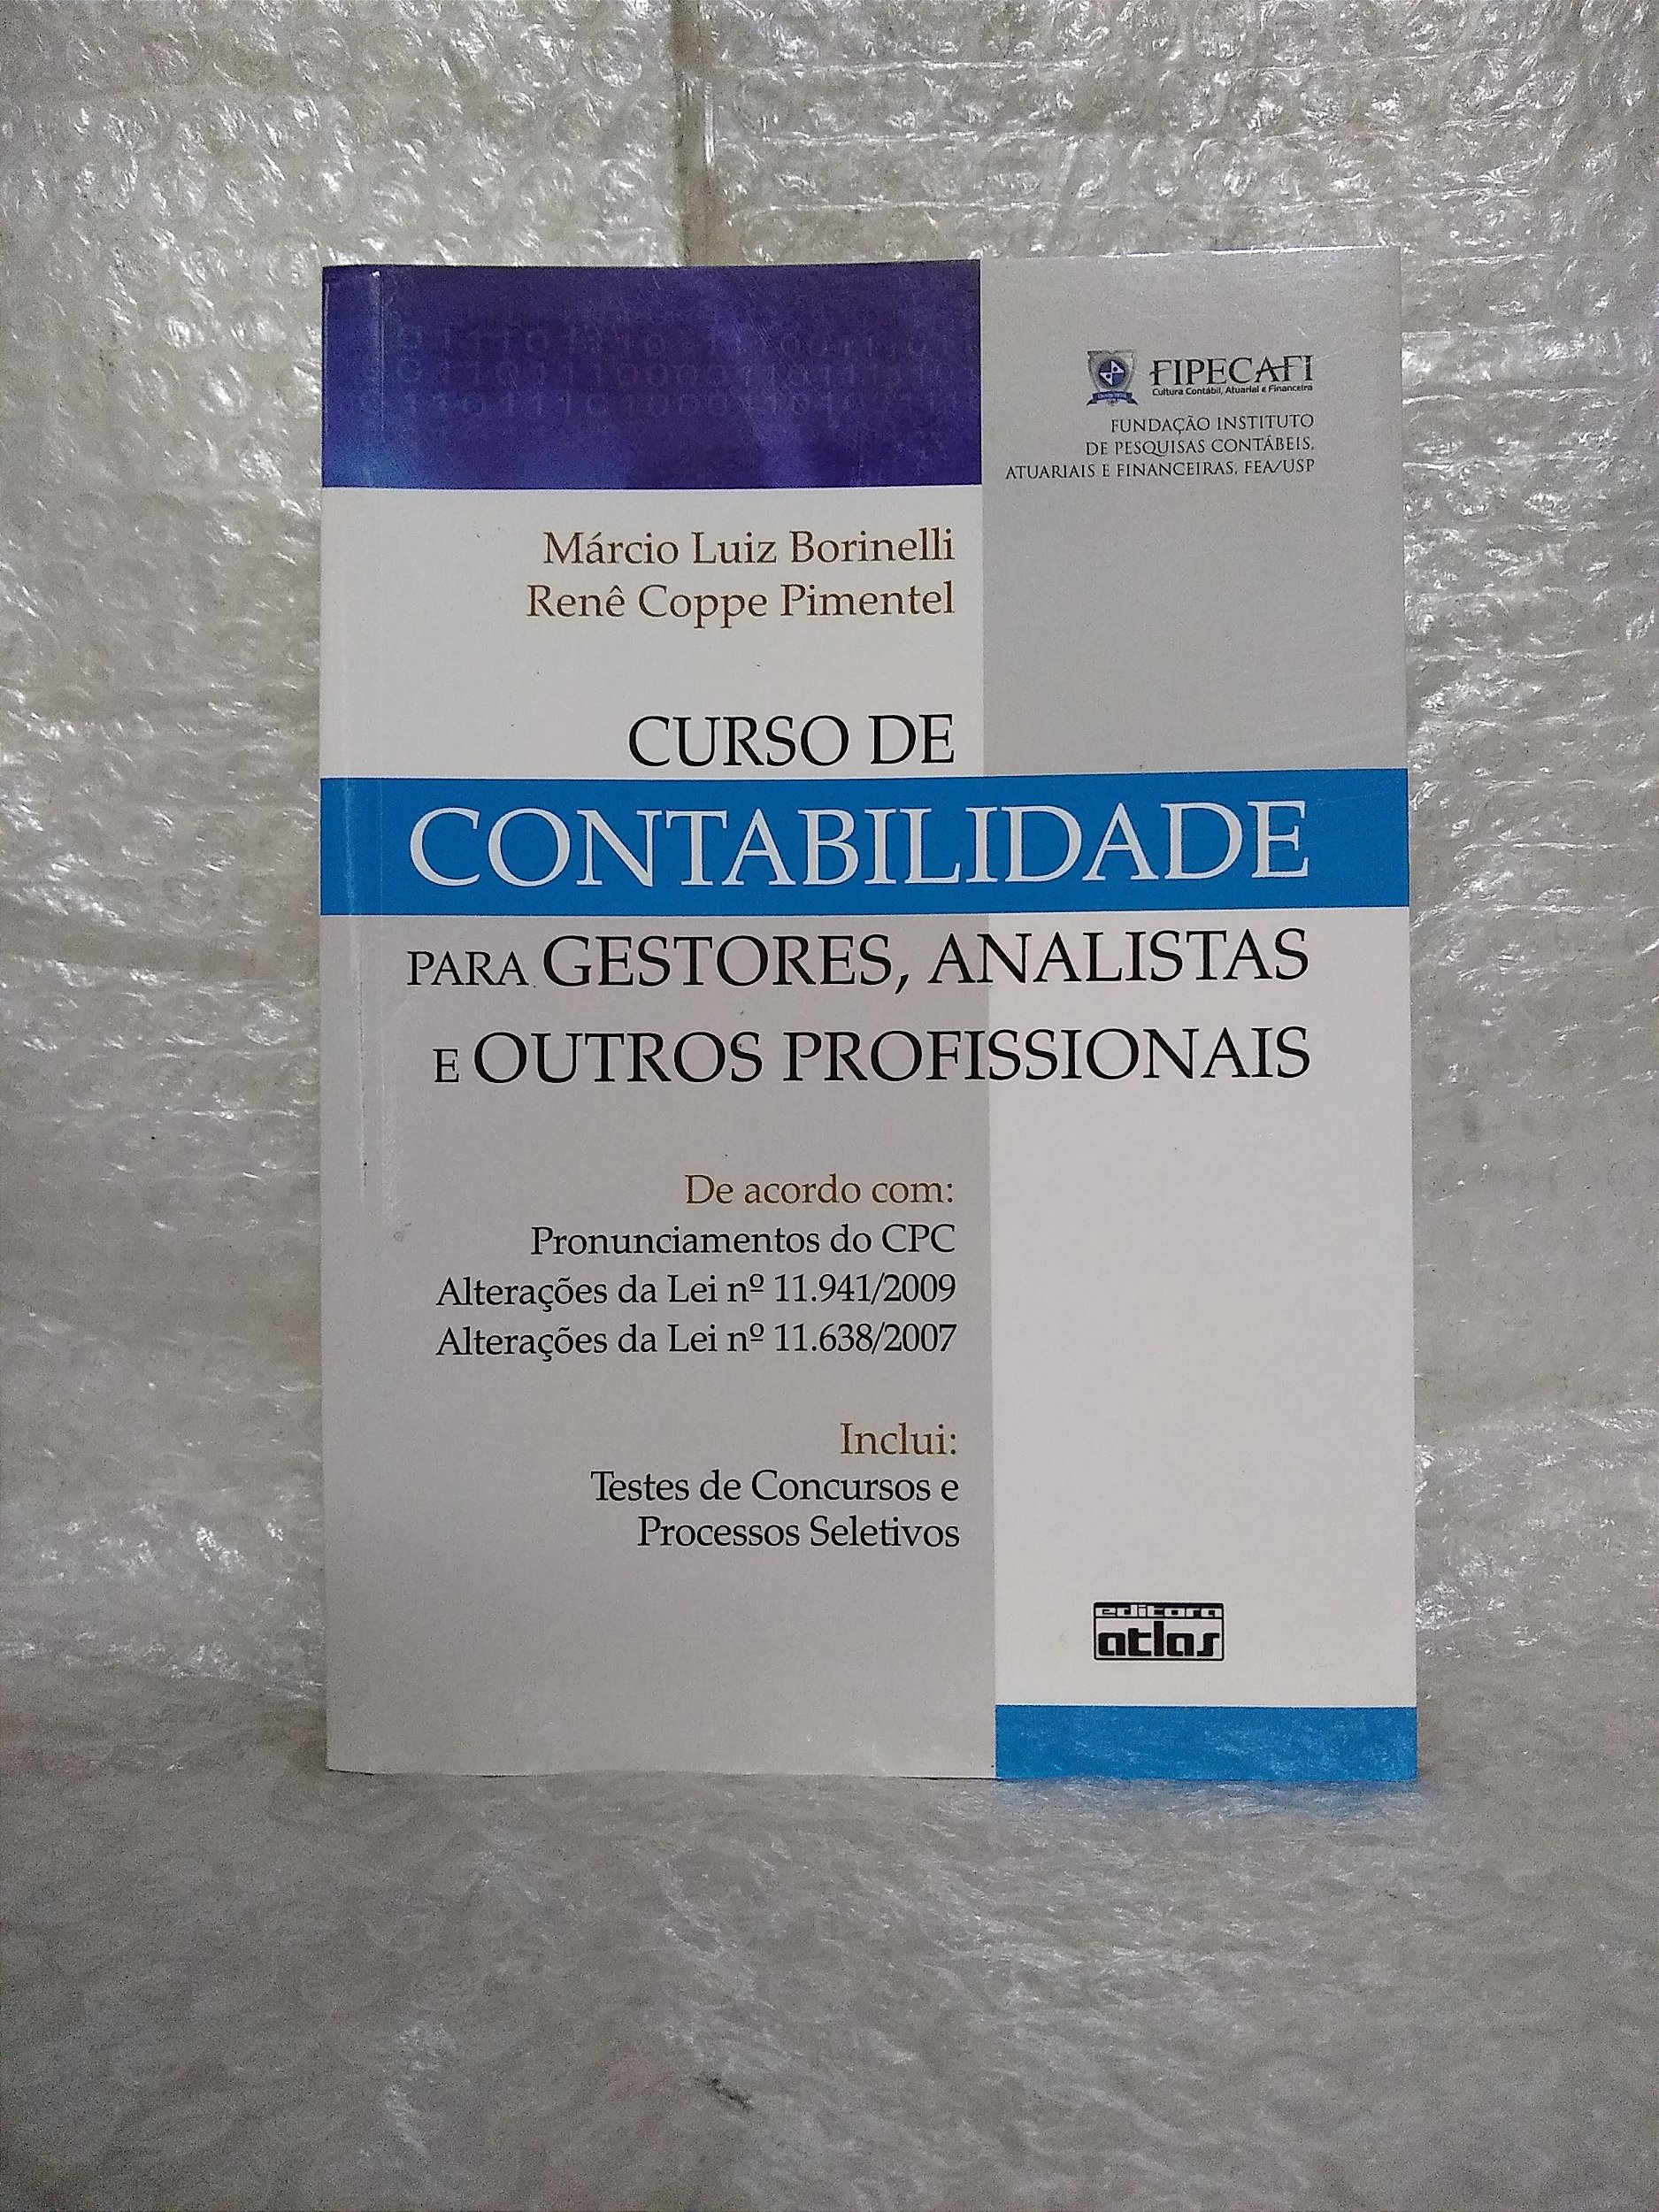 FIPECAFI
Cultura Contábil, Atuarial e Financeira
FUNDAÇÃO INSTITUTO
DE PESQUISAS CONTÁBEIS,
ATUARIAIS E FINANCEIRAS, FEA/USP
Márcio Luiz Borinelli
Renê Coppe Pimentel
CURSO DE
CONTABILIDADE
PARA GESTORES, ANALISTAS
E OUTROS PROFISSIONAIS
De acordo com:
Pronunciamentos do CPC
Alterações da Lei nº 11.941/2009
Alterações da Lei nº 11.638/2007
Inclui:
Testes de Concursos e
Processos Seletivos
editora
atlas